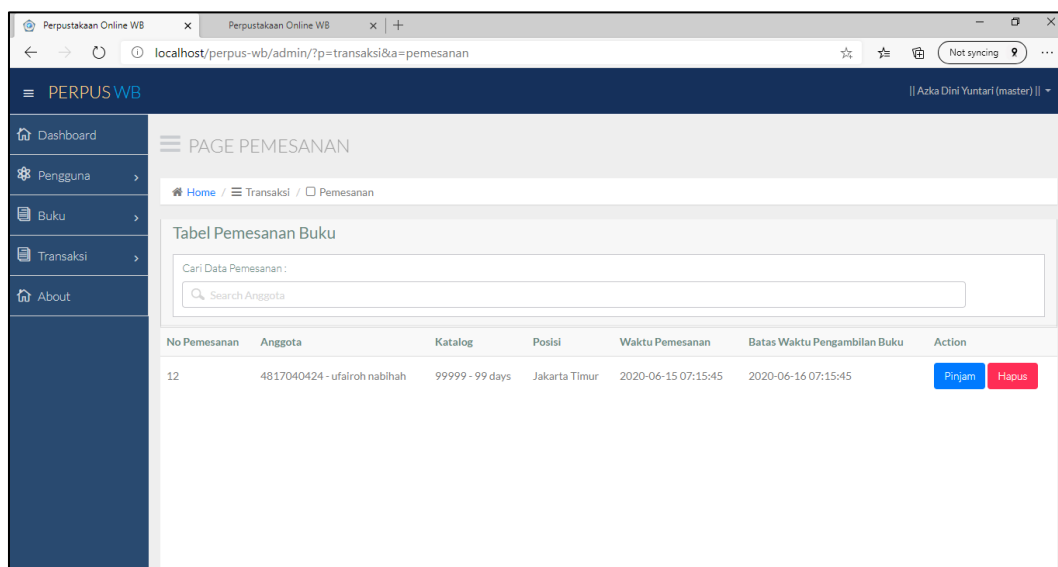 Perpustakaan Online WB
Perpustakaan Online WB
localhost/perpus-wb/admin/?p=transaksi&a=pemesanan
Not syncing
PERPUS WB
|| Azka Dini Yuntari (master) ||
Dashboard
Pengguna
Buku
Transaksi
About
PAGE PEMESANAN
Home / Transaksi / Pemesanan
Tabel Pemesanan Buku
Cari Data Pemesanan :
Search Anggota
No Pemesanan Anggota Katalog Posisi Waktu Pemesanan Batas Waktu Pengambilan Buku Action
12 4817040424 - ufairoh nabihah 99999 - 99 days Jakarta Timur 2020-06-15 07:15:45 2020-06-16 07:15:45 Pinjam Hapus